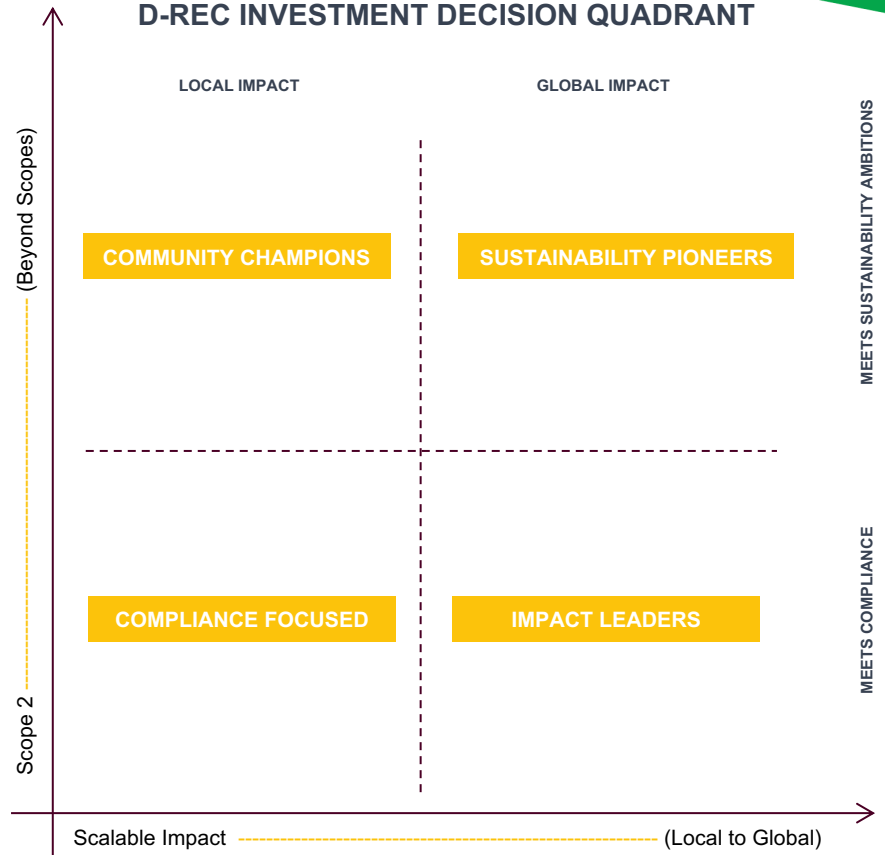 D-REC INVESTMENT DECISION QUADRANT
LOCAL IMPACT
GLOBAL IMPACT
(Beyond Scopes)
MEETS SUSTAINABILITY AMBITIONS
COMMUNITY CHAMPIONS
SUSTAINABILITY PIONEERS
COMPLIANCE FOCUSED
IMPACT LEADERS
MEETS COMPLIANCE
Scope 2
Scalable Impact
(Local to Global)